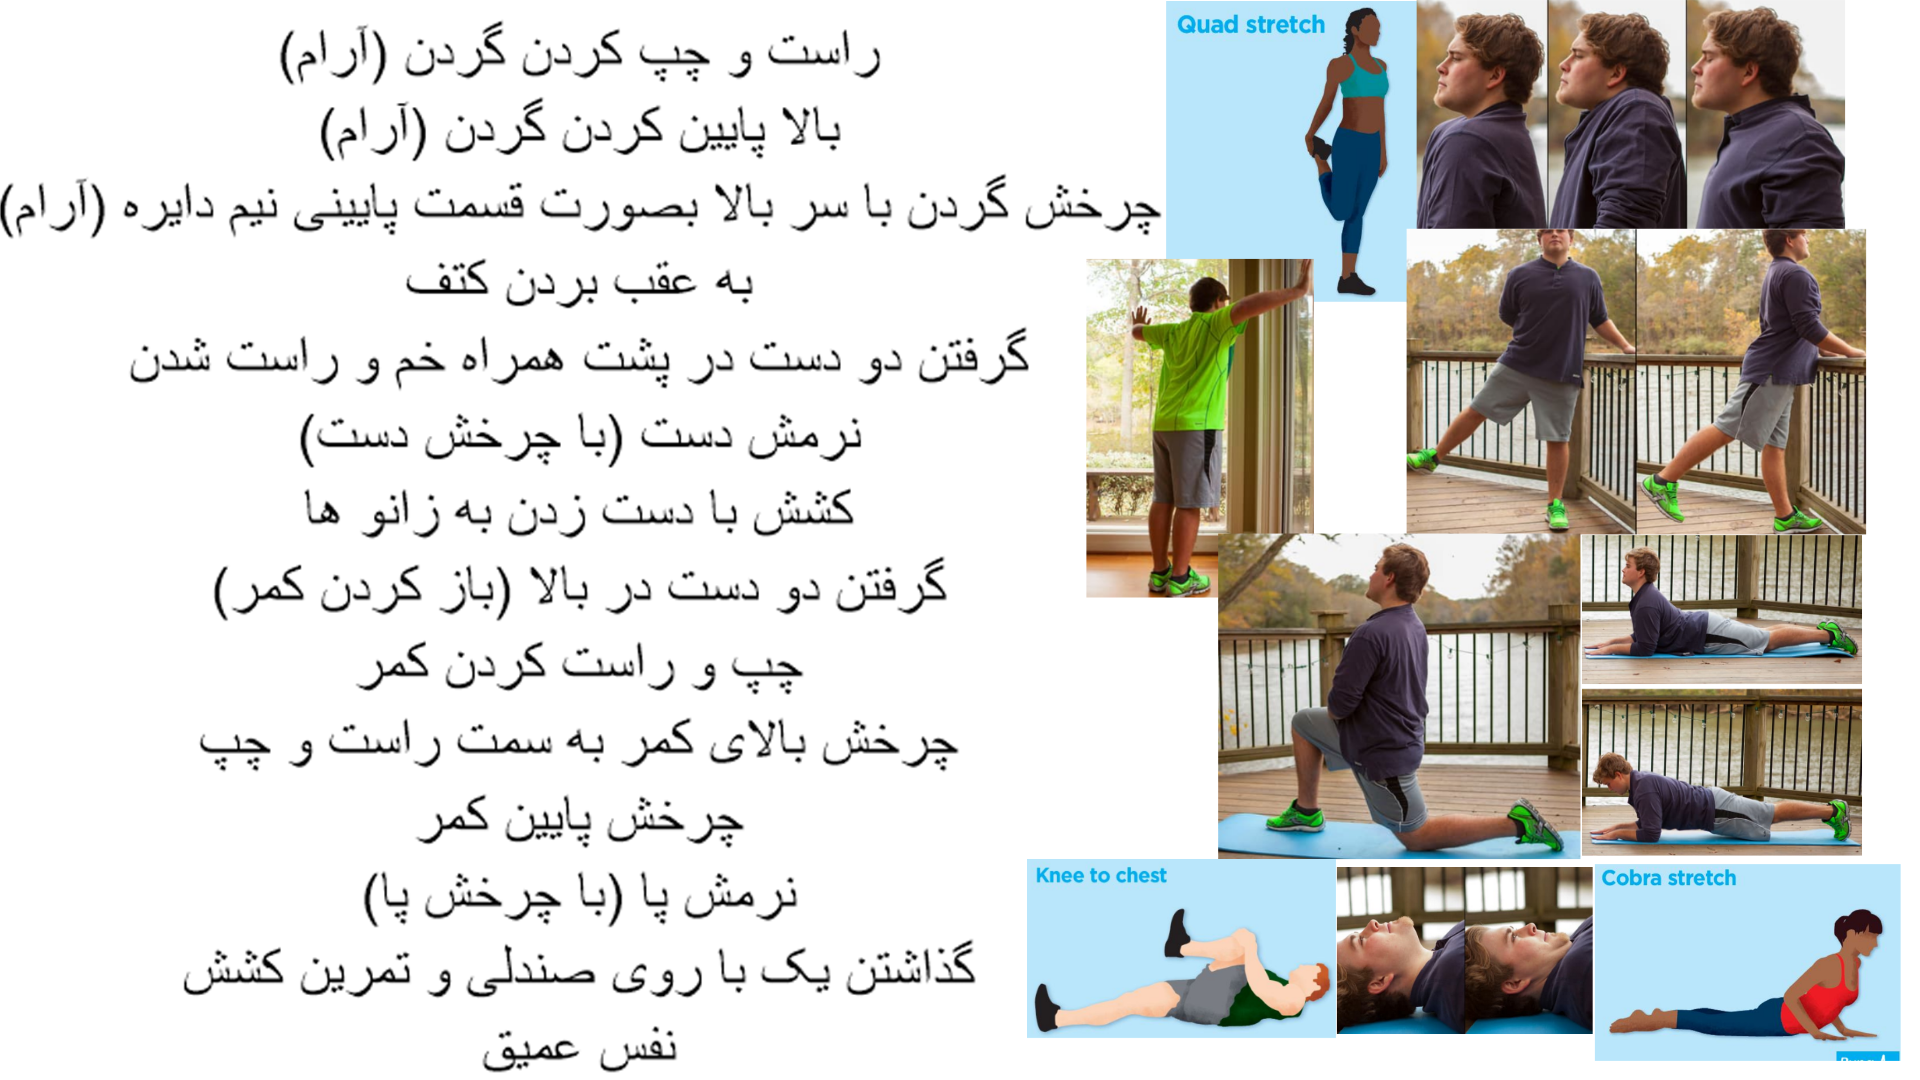 راست و چپ کردن گردن (آرام)
بالا پایین کردن گردن (آرام)
چرخش گردن با سر بالا بصورت قسمت پایینی نیم دایره (آرام)
به عقب بردن کتف
گرفتن دو دست در پشت همراه خم و راست شدن
نرمش دست (با چرخش دست)
کشش با دست زدن به زانو ها
گرفتن دو دست در بالا (باز کردن کمر)
چپ و راست کردن کمر
چرخش بالای کمر به سمت راست و چپ
چرخش پایین کمر
نرمش پا (با چرخش پا)
گذاشتن یک با روی صندلی و تمرین کشش
نفس عمیق
Quad stretch
Knee to chest
Cobra stretch